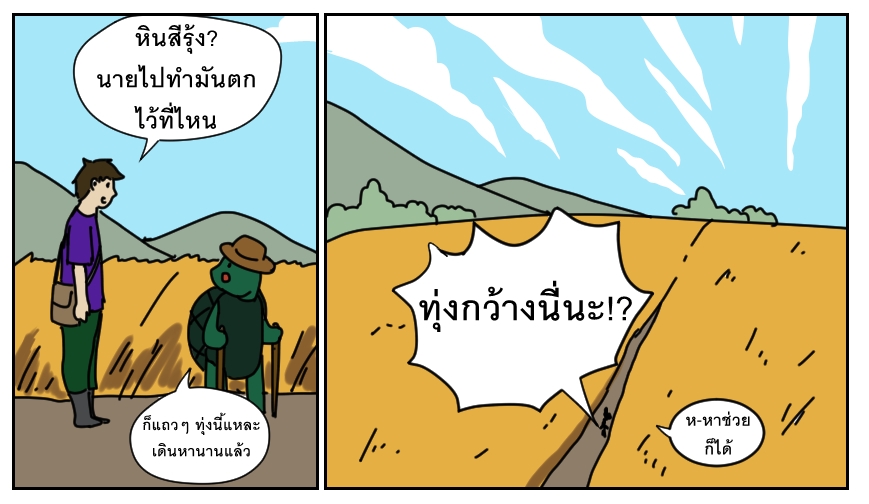 หินสีรุ้ง?
นายไปทำมันตก
ไว้ที่ไหน
ก็แถวๆ ทุ่งนี้แหละ
เดินหานานแล้ว
ทุ่งกว้างนี่นะ!?
ห-หาช่วย
ก็ได้